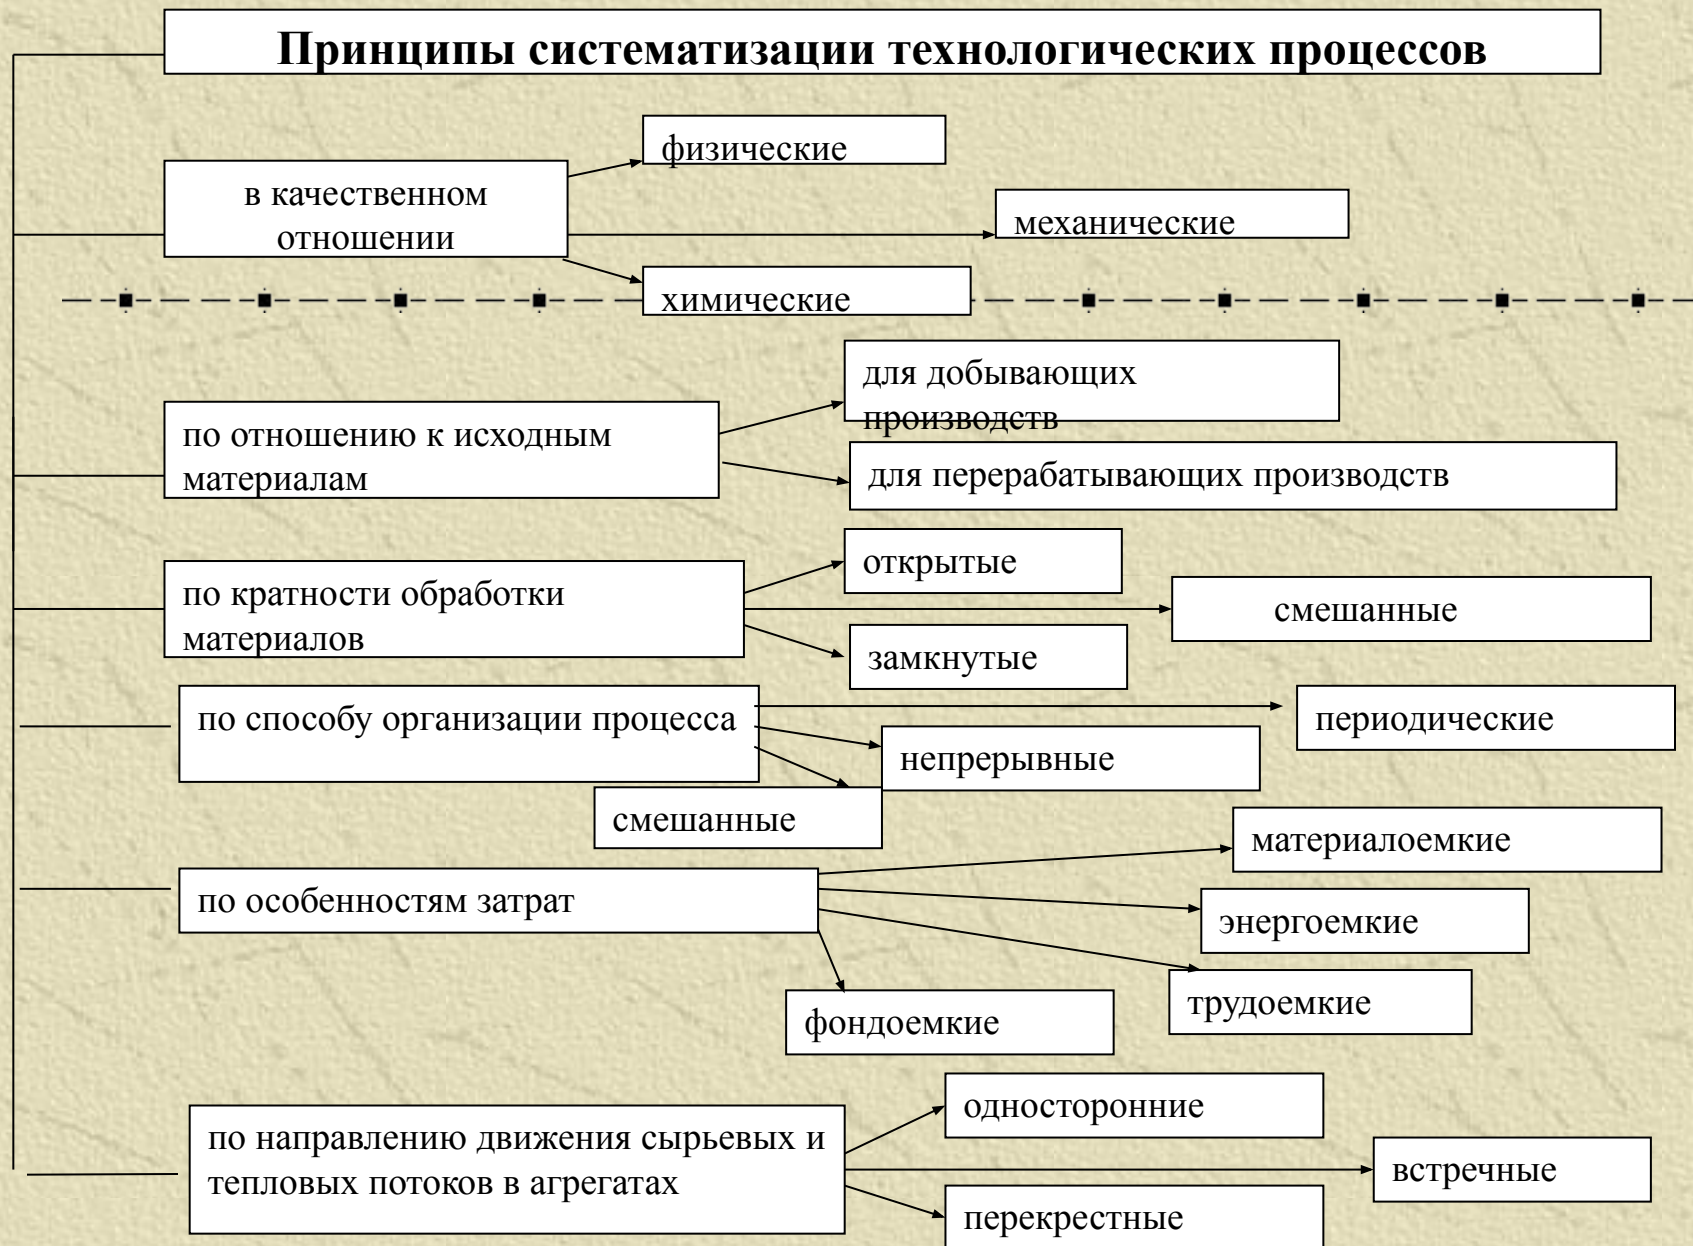 Принципы систематизации технологических процессов
физические
в качественном
отношении
механические
химические
для добывающих
производств
по отношению к исходным
материалам
для перерабатывающих производств
открытые
по кратности обработки
материалов
смешанные
замкнутые
по способу организации процесса
периодические
непрерывные
смешанные
материалоемкие
по особенностям затрат
энергоемкие
трудоемкие
фондоемкие
односторонние
по направлению движения сырьевых и
тепловых потоков в агрегатах
встречные
перекрестные